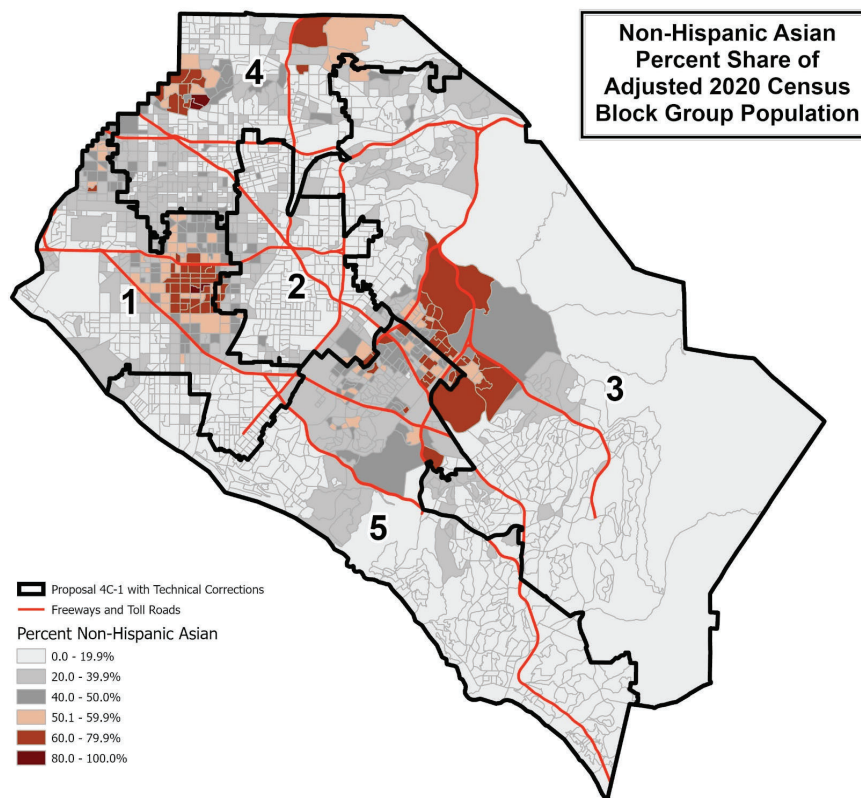 Non-Hispanic Asian
Percent Share of
Adjusted 2020 Census
Block Group Population
4
1
2
3
5
Proposal 4C-1 with Technical Corrections
Freeways and Toll Roads
Percent Non-Hispanic Asian
0.0 - 19.9%
20.0 - 39.9%
40.0 - 50.0%
50.1 - 59.9%
60.0 - 79.9%
80.0 - 100.0%